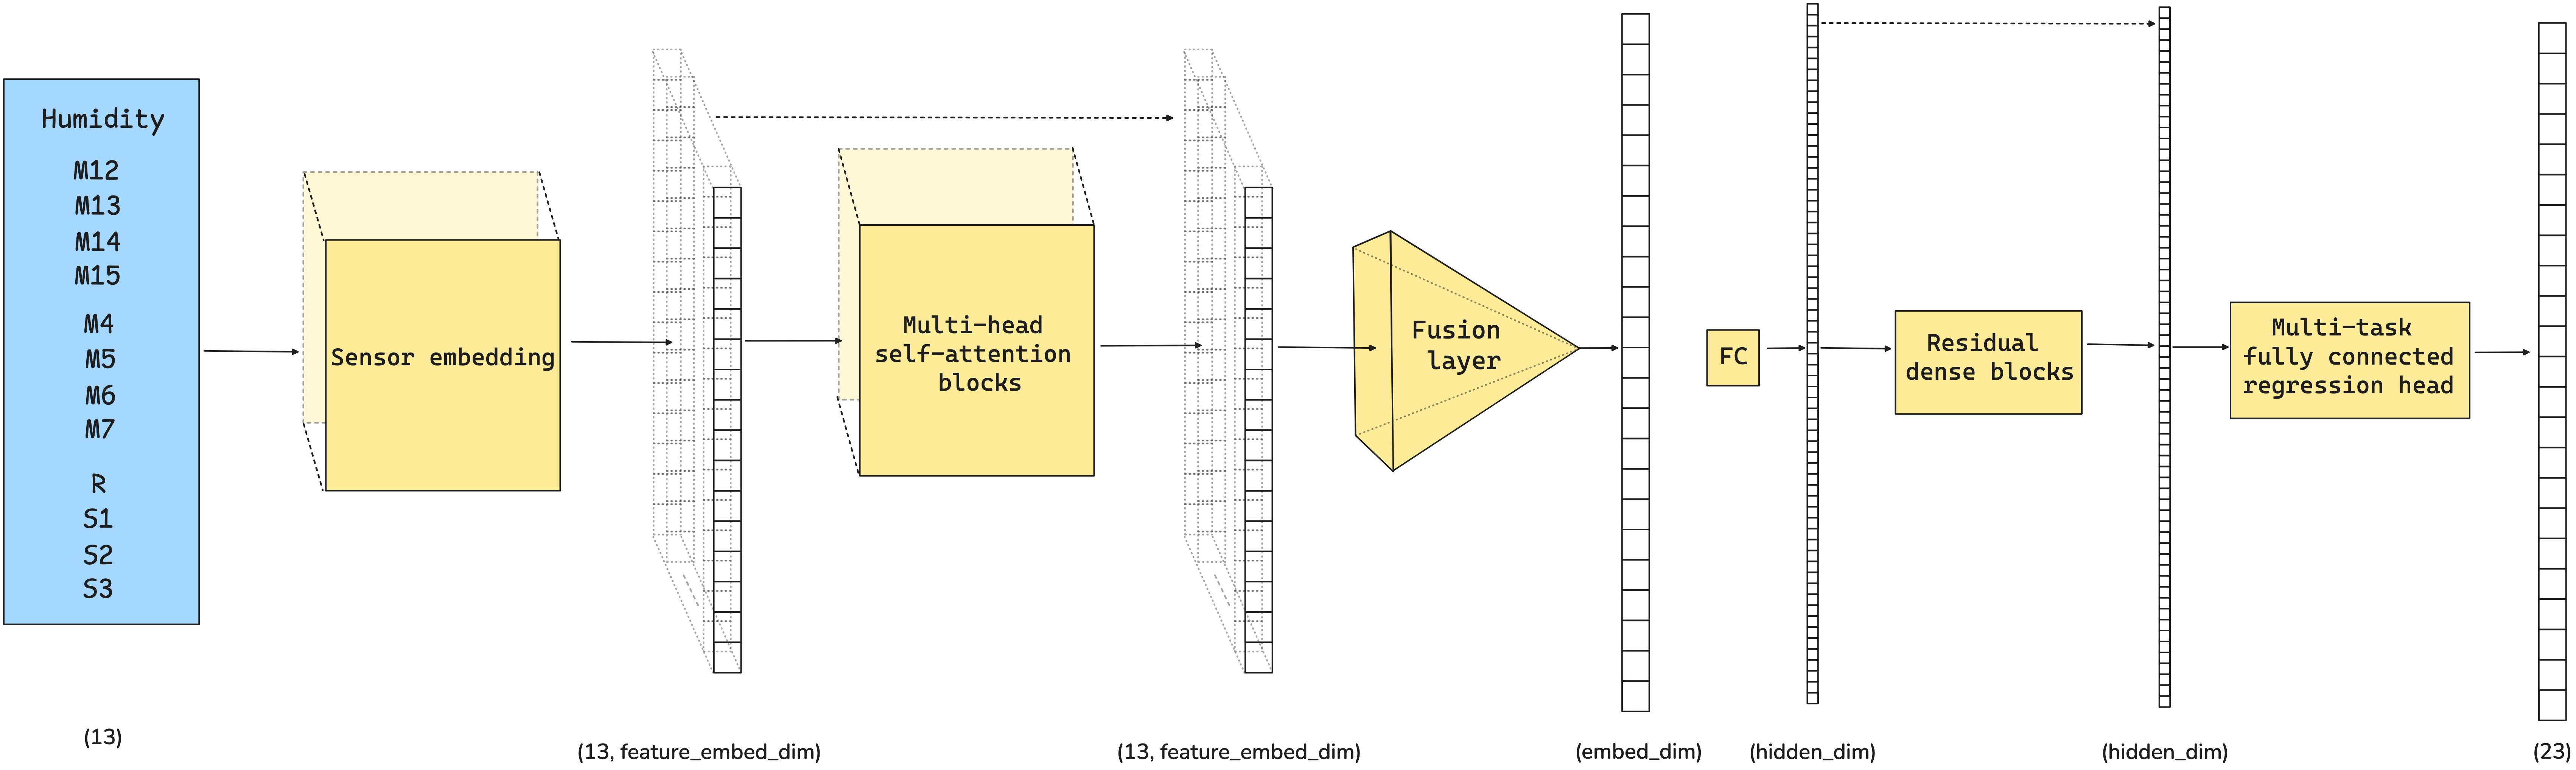 Humidity
M12
M13
M14
M15
M4
M5
M6
M7
R
S1
S2
S3
(13)
Sensor embedding
(13, feature_embed_dim)
Multi-head
self-attention
blocks
(13, feature_embed_dim)
Fusion
layer
(embed_dim)
FC
(hidden_dim)
Residual
dense blocks
(hidden_dim)
Multi-task
fully connected
regression head
(23)